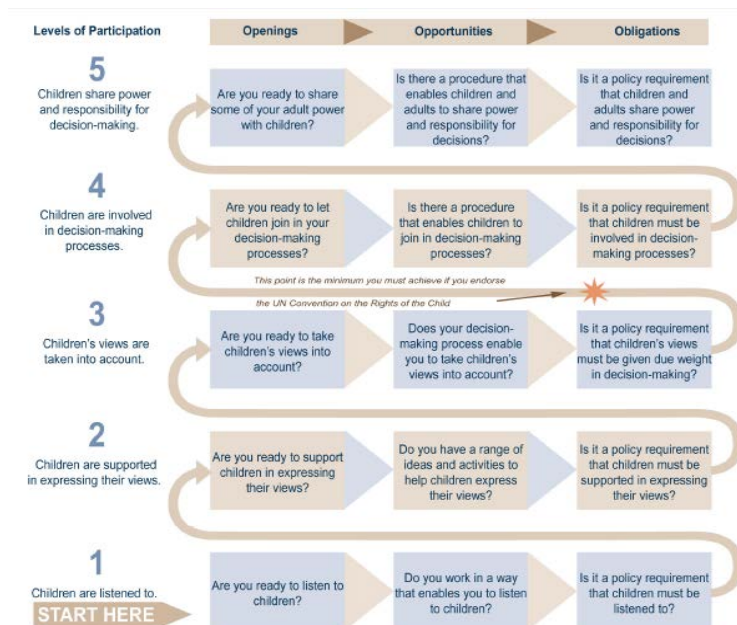 Levels of Participation
Openings
Opportunities
Obligations
5
Children share power
and responsibility for
decision-making.
Are you ready to share
some of your adult power
with children?
Is there a procedure that
enables children and
adults to share power
and responsibility for
decisions?
Is it a policy requirement
that children and
adults share power
and responsibility for
decisions?
4
Children are involved
in decision-making
processes.
Are you ready to let
children join in your
decision-making
processes?
Is there a procedure
that enables children to
join in decision-making
processes?
Is it a policy requirement
that children must be
involved in decision-
making processes?
This point is the minimum you must achieve if you endorse
the UN Convention on the Rights of the Child
3
Children's views are
taken into account.
Are you ready to take
children's views into
account?
Does your decision-
making process enable
you to take children's
views into account?
Is it a policy requirement
that children's views
must be given due weight
in decision-making?
2
Children are supported
in expressing their views.
Are you ready to support
children in expressing
their views?
Do you have a range of
ideas and activities to
help children express
their views?
Is it a policy requirement
that children must be
supported in expressing
their views?
1
Children are listened to.
START HERE
Are you ready to listen to
children?
Do you work in a way
that enables you to listen
to children?
Is it a policy requirement
that children must be
listened to?